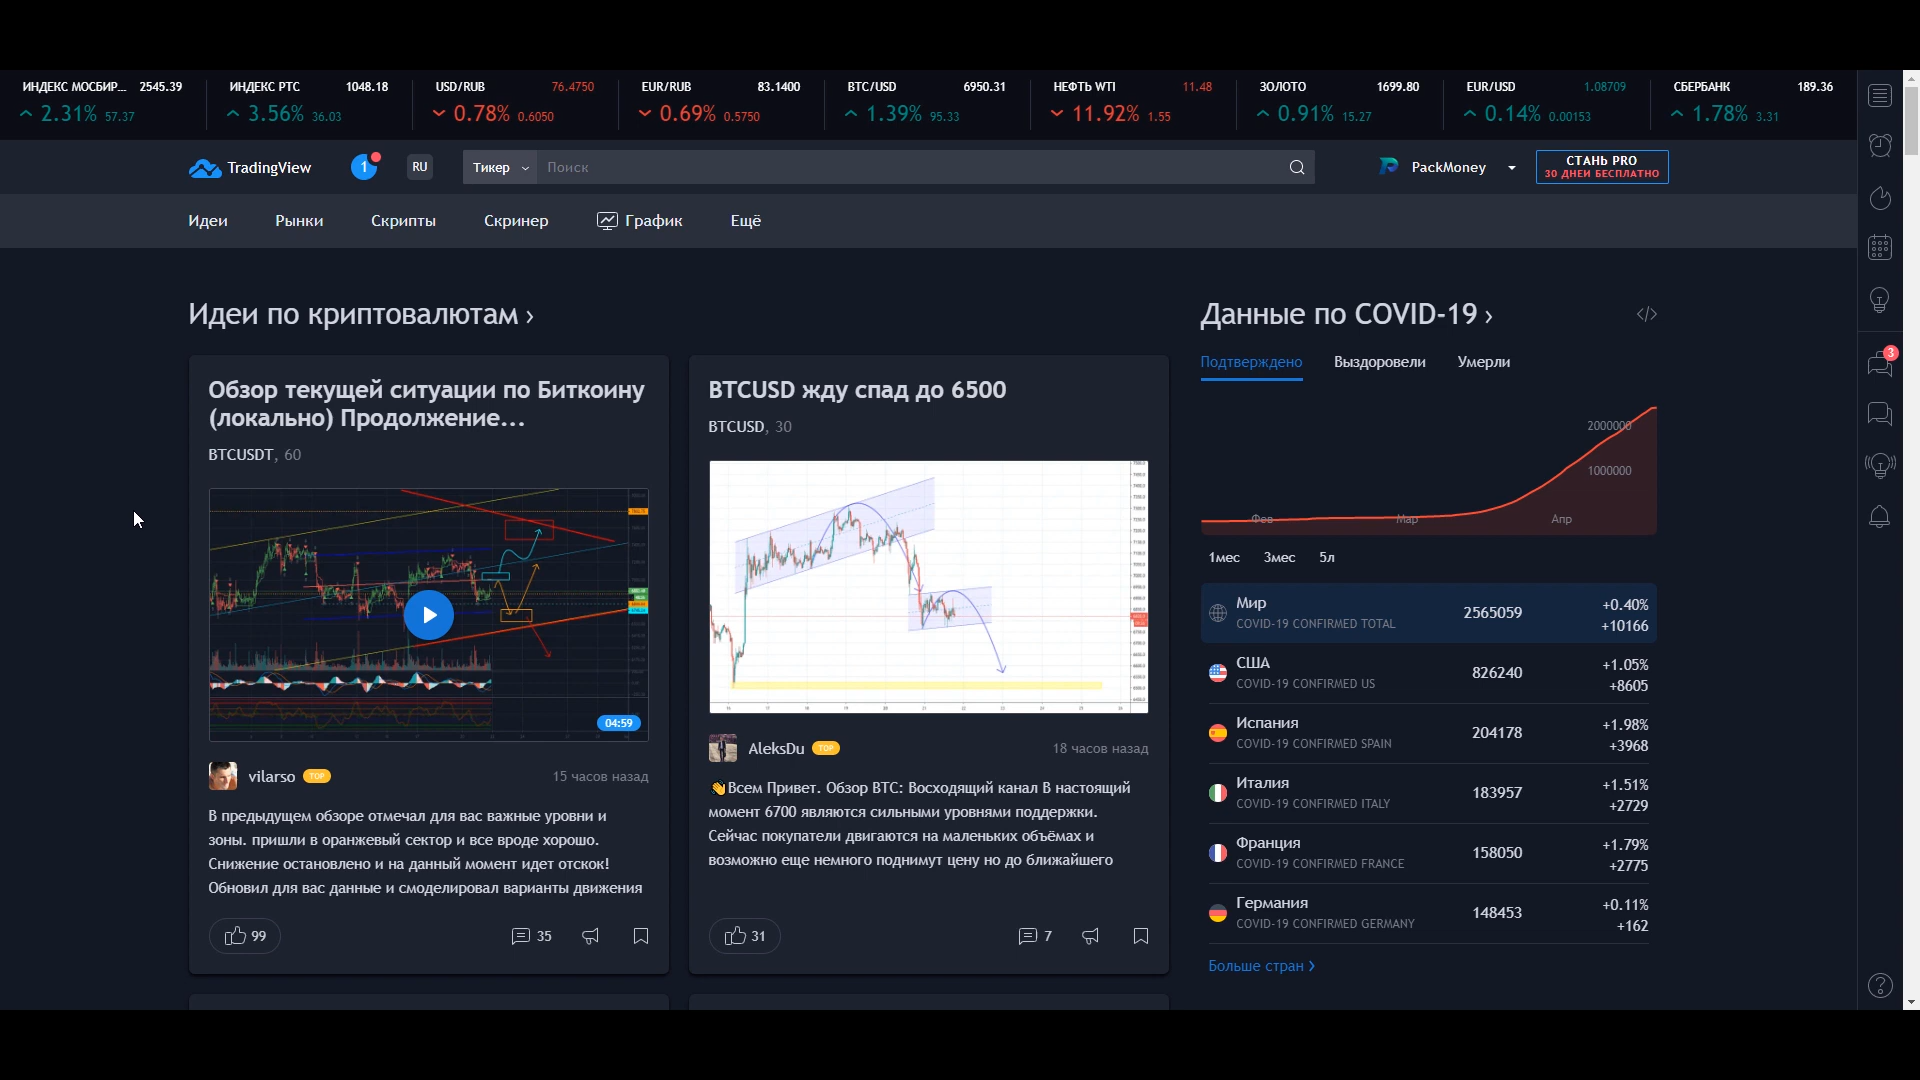 ИНДЕКС МОСБИР... 2545.39
2.31% 57.37
ИНДЕКС РТС 1048.18
3.56% 36.03
USD/RUB 76.4750
0.78% 0.6050
EUR/RUB 83.1400
0.69% 0.5750
BTC/USD 6950.31
1.39% 95.33
НЕФТЬ WTI 11.48
11.92% 1.55
ЗОЛОТО 1699.80
0.91% 15.27
EUR/USD 1.08709
0.14% 0.00153
СБЕРБАНК 189.36
1.78% 3.31
TradingView 1 RU Тикер Поиск PackMoney
СТАНЬ PRO
30 ДНЕЙ БЕСПЛАТНО
Идеи Рынки Скрипты Скринер График Ещё
Идеи по криптовалютам ›
Обзор текущей ситуации по Биткоину
(локально) Продолжение...
BTCUSDT, 60
04:59
vilarso TOP 15 часов назад
В предыдущем обзоре отмечал для вас важные уровни и
зоны. пришли в оранжевый сектор и все вроде хорошо.
Снижение остановлено и на данный момент идет отскок!
Обновил для вас данные и смоделировал варианты движения
99 35
BTCUSD жду спад до 6500
BTCUSD, 30
AleksDu TOP 18 часов назад
👋Всем Привет. Обзор BTC: Восходящий канал В настоящий
момент 6700 являются сильными уровнями поддержки.
Сейчас покупатели двигаются на маленьких объёмах и
возможно еще немного поднимут цену но до ближайшего
31 7
Данные по COVID-19 › </>
Подтверждено Выздоровели Умерли
2000000
1000000
Фев Мар Апр
1мес 3мес 5л
Мир 2565059 +0.40%
COVID-19 CONFIRMED TOTAL +10166
США 826240 +1.05%
COVID-19 CONFIRMED US +8605
Испания 204178 +1.98%
COVID-19 CONFIRMED SPAIN +3968
Италия 183957 +1.51%
COVID-19 CONFIRMED ITALY +2729
Франция 158050 +1.79%
COVID-19 CONFIRMED FRANCE +2775
Германия 148453 +0.11%
COVID-19 CONFIRMED GERMANY +162
Больше стран ›
3
?